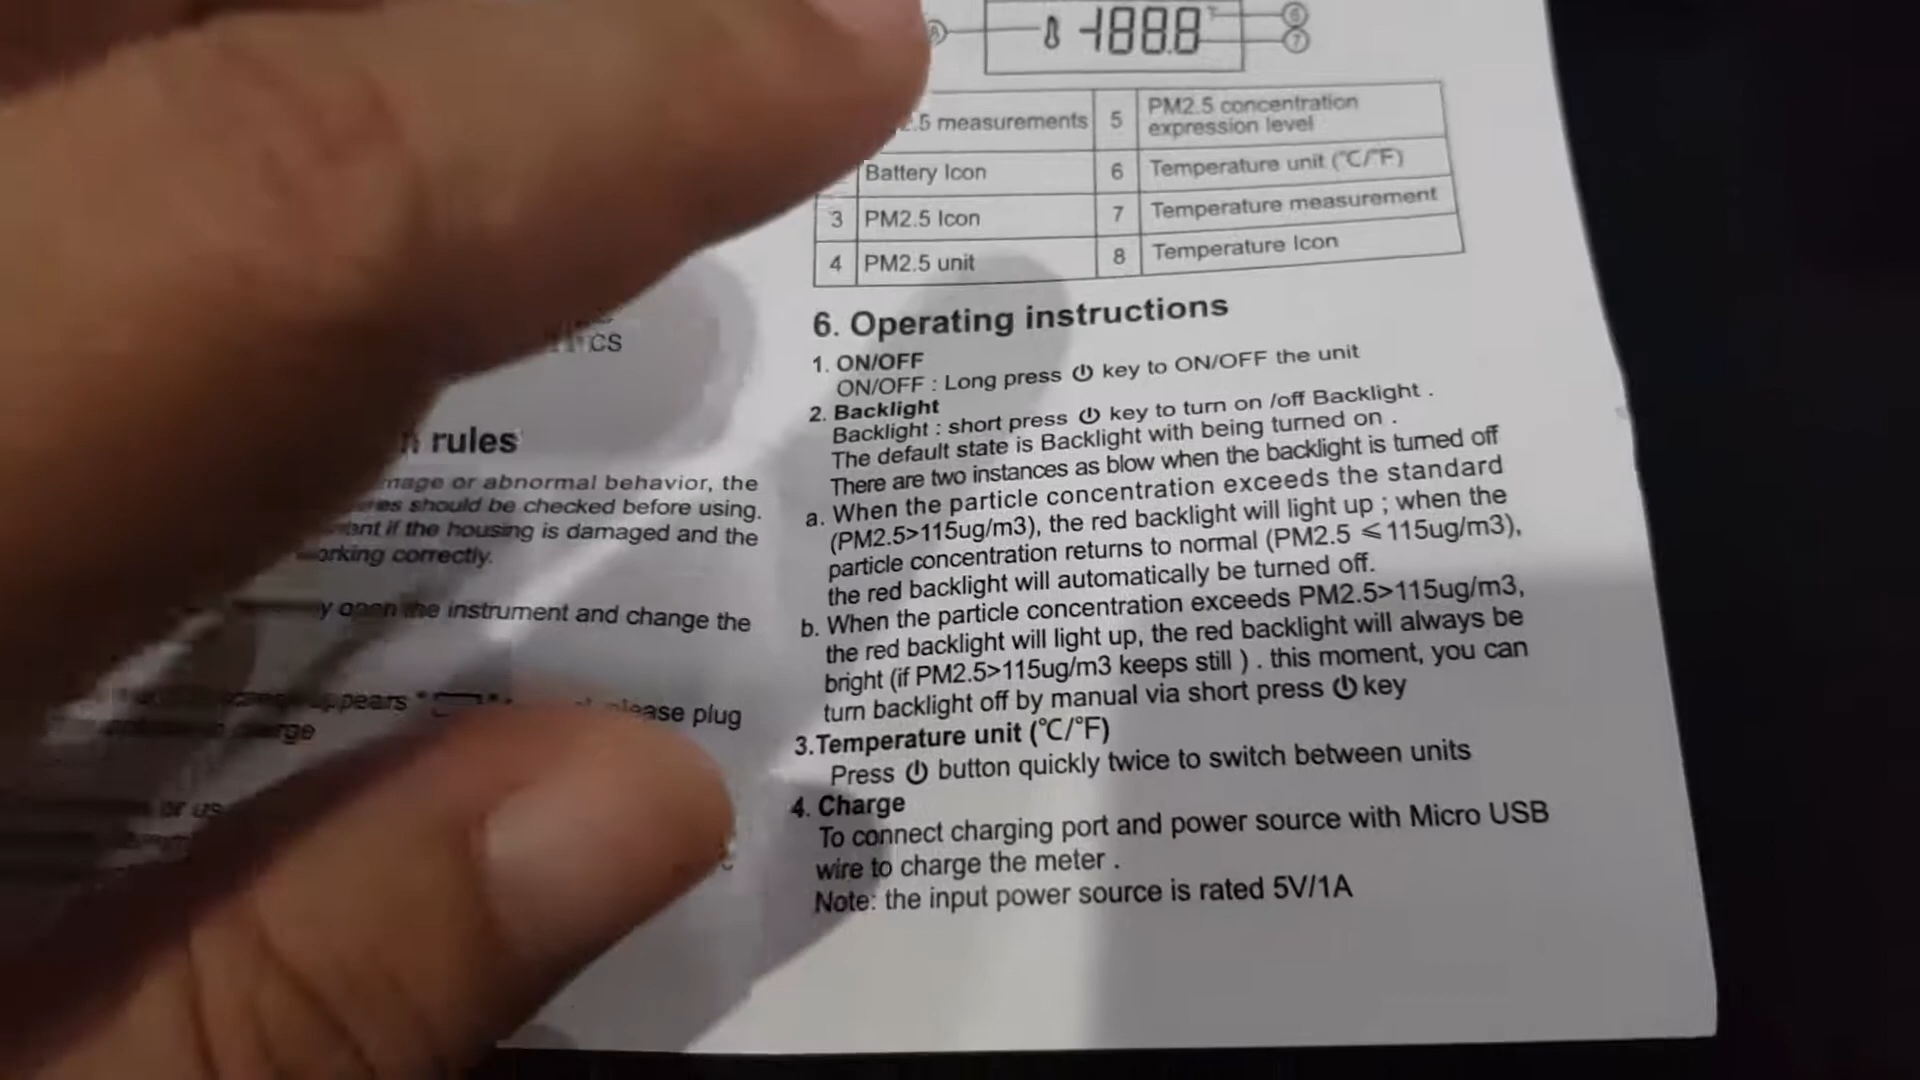 8
188.8
6
7
.5 measurements
5
PM2.5 concentration
expression level
Battery Icon
6
Temperature unit (℃/℉)
3
PM2.5 Icon
7
Temperature measurement
4
PM2.5 unit
8
Temperature Icon
rules
or abnormal behavior, the
should be checked before using.
if the housing is damaged and the
correctly.
open the instrument and change the
plug
6. Operating instructions
1. ON/OFF
ON/OFF : Long press ⏻ key to ON/OFF the unit
2. Backlight
Backlight : short press ⏻ key to turn on /off Backlight .
The default state is Backlight with being turned on .
There are two instances as blow when the backlight is turned off
a. When the particle concentration exceeds the standard
(PM2.5>115ug/m3), the red backlight will light up ; when the
particle concentration returns to normal (PM2.5 ⩽115ug/m3),
the red backlight will automatically be turned off.
b. When the particle concentration exceeds PM2.5>115ug/m3,
the red backlight will light up, the red backlight will always be
bright (if PM2.5>115ug/m3 keeps still ) . this moment, you can
turn backlight off by manual via short press ⏻ key
3.Temperature unit (℃/℉)
Press ⏻ button quickly twice to switch between units
4. Charge
To connect charging port and power source with Micro USB
wire to charge the meter .
Note: the input power source is rated 5V/1A